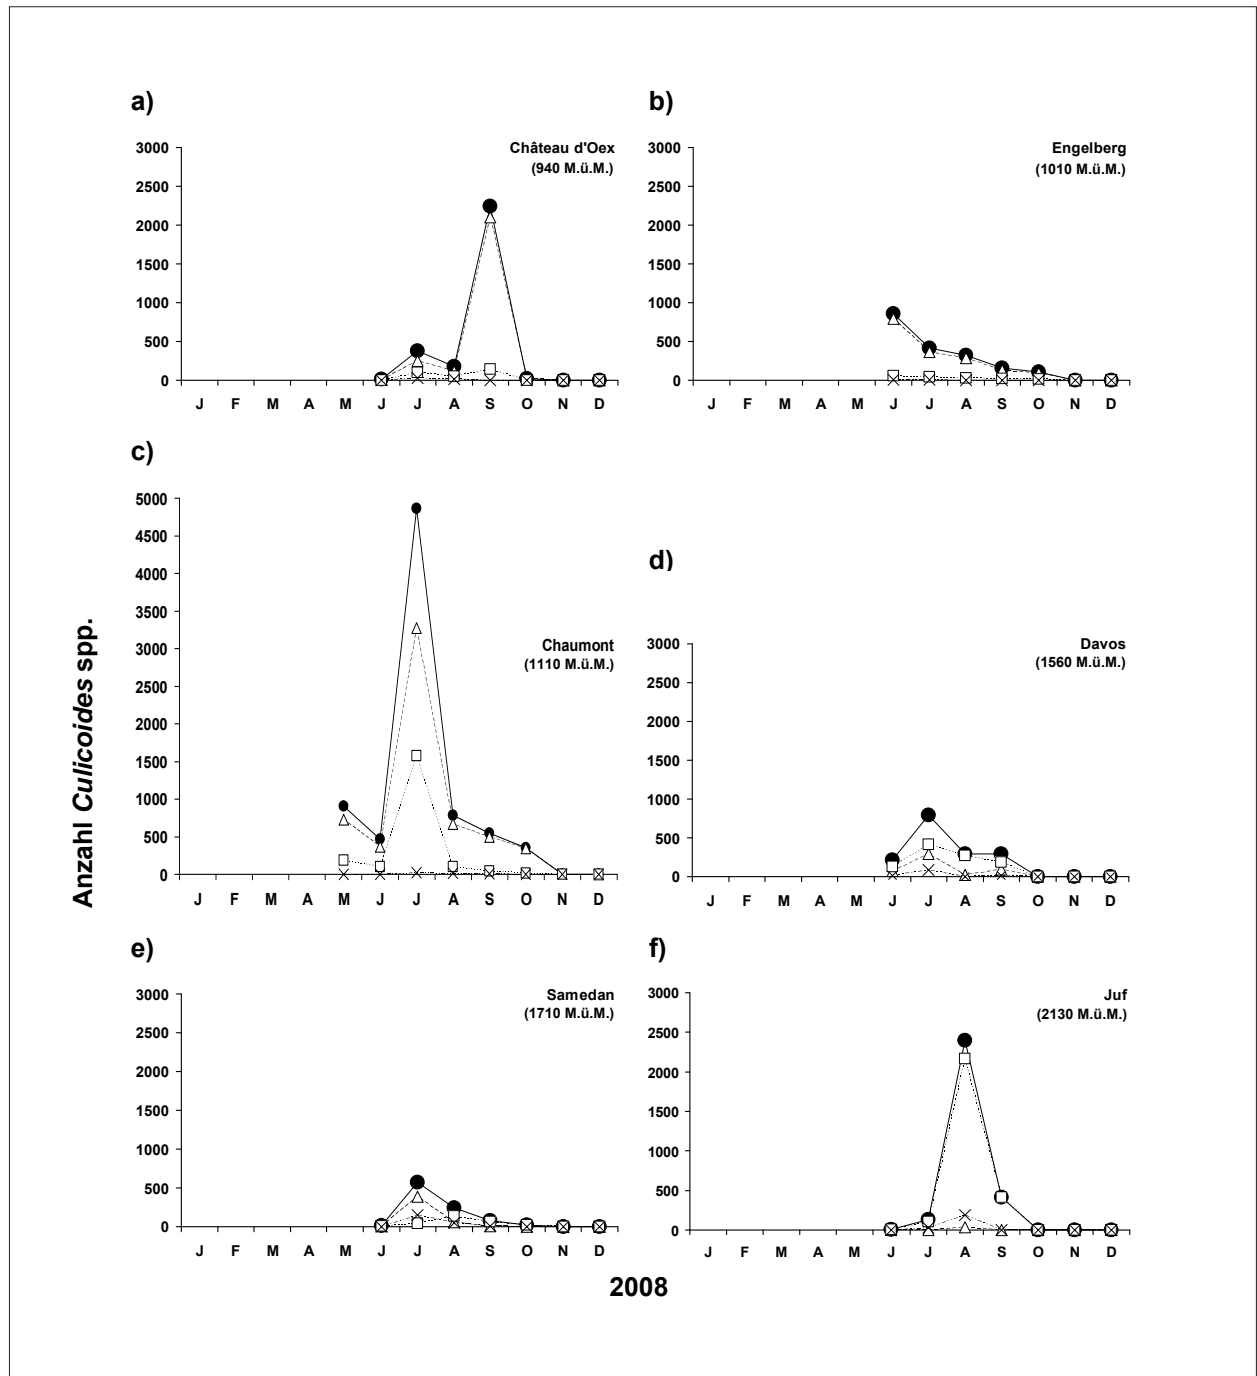 a)
Château d'Oex
(940 M.ü.M.)
3000
2500
2000
1500
1000
500
0
J F M A M J J A S O N D
b)
Engelberg
(1010 M.ü.M.)
3000
2500
2000
1500
1000
500
0
J F M A M J J A S O N D
c)
Chaumont
(1110 M.ü.M.)
5000
4500
4000
3500
3000
2500
2000
1500
1000
500
0
J F M A M J J A S O N D
d)
Davos
(1560 M.ü.M.)
3000
2500
2000
1500
1000
500
0
J F M A M J J A S O N D
Anzahl Culicoides spp.
e)
Samedan
(1710 M.ü.M.)
3000
2500
2000
1500
1000
500
0
J F M A M J J A S O N D
f)
Juf
(2130 M.ü.M.)
3000
2500
2000
1500
1000
500
0
J F M A M J J A S O N D
2008